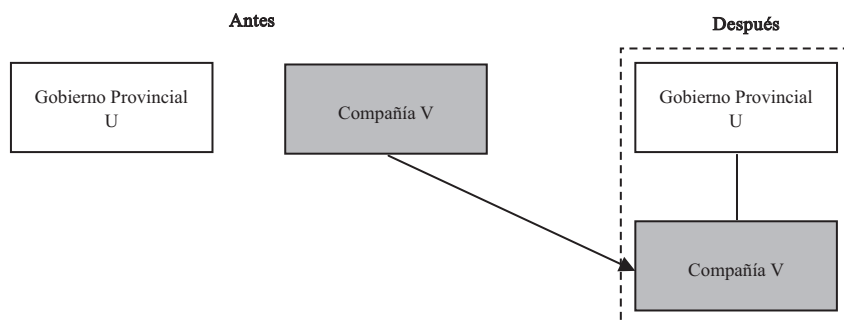 Antes
Después
Gobierno Provincial
U
Compañía V
Gobierno Provincial
U
Compañía V